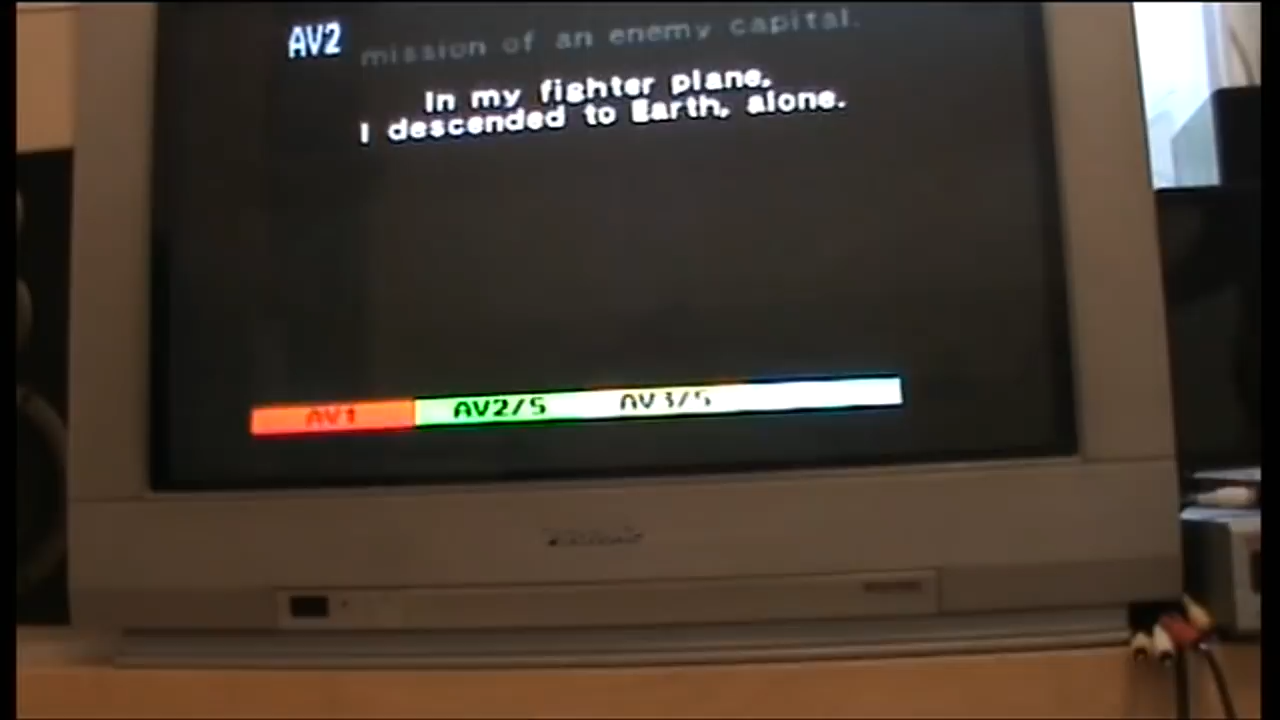 AV2
mission of an enemy capital.
In my fighter plane,
I descended to Earth, alone.
AV1 AV2/S AV3/S